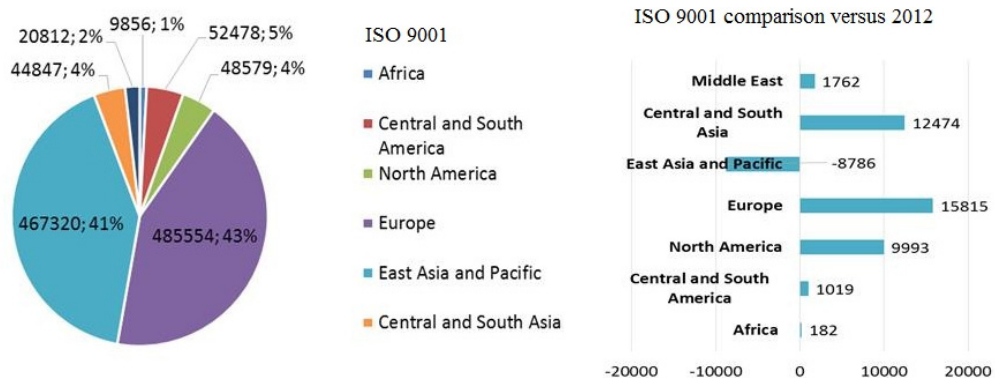 9856; 1%
20812; 2%
52478; 5%
44847; 4%
48579; 4%
467320; 41%
485554; 43%
ISO 9001
Africa
Central and South
America
North America
Europe
East Asia and Pacific
Central and South Asia
ISO 9001 comparison versus 2012
Middle East 1762
Central and South
Asia 12474
East Asia and Pacific -8786
Europe 15815
North America 9993
Central and South
America 1019
Africa 182
-20000 -10000 0 10000 20000